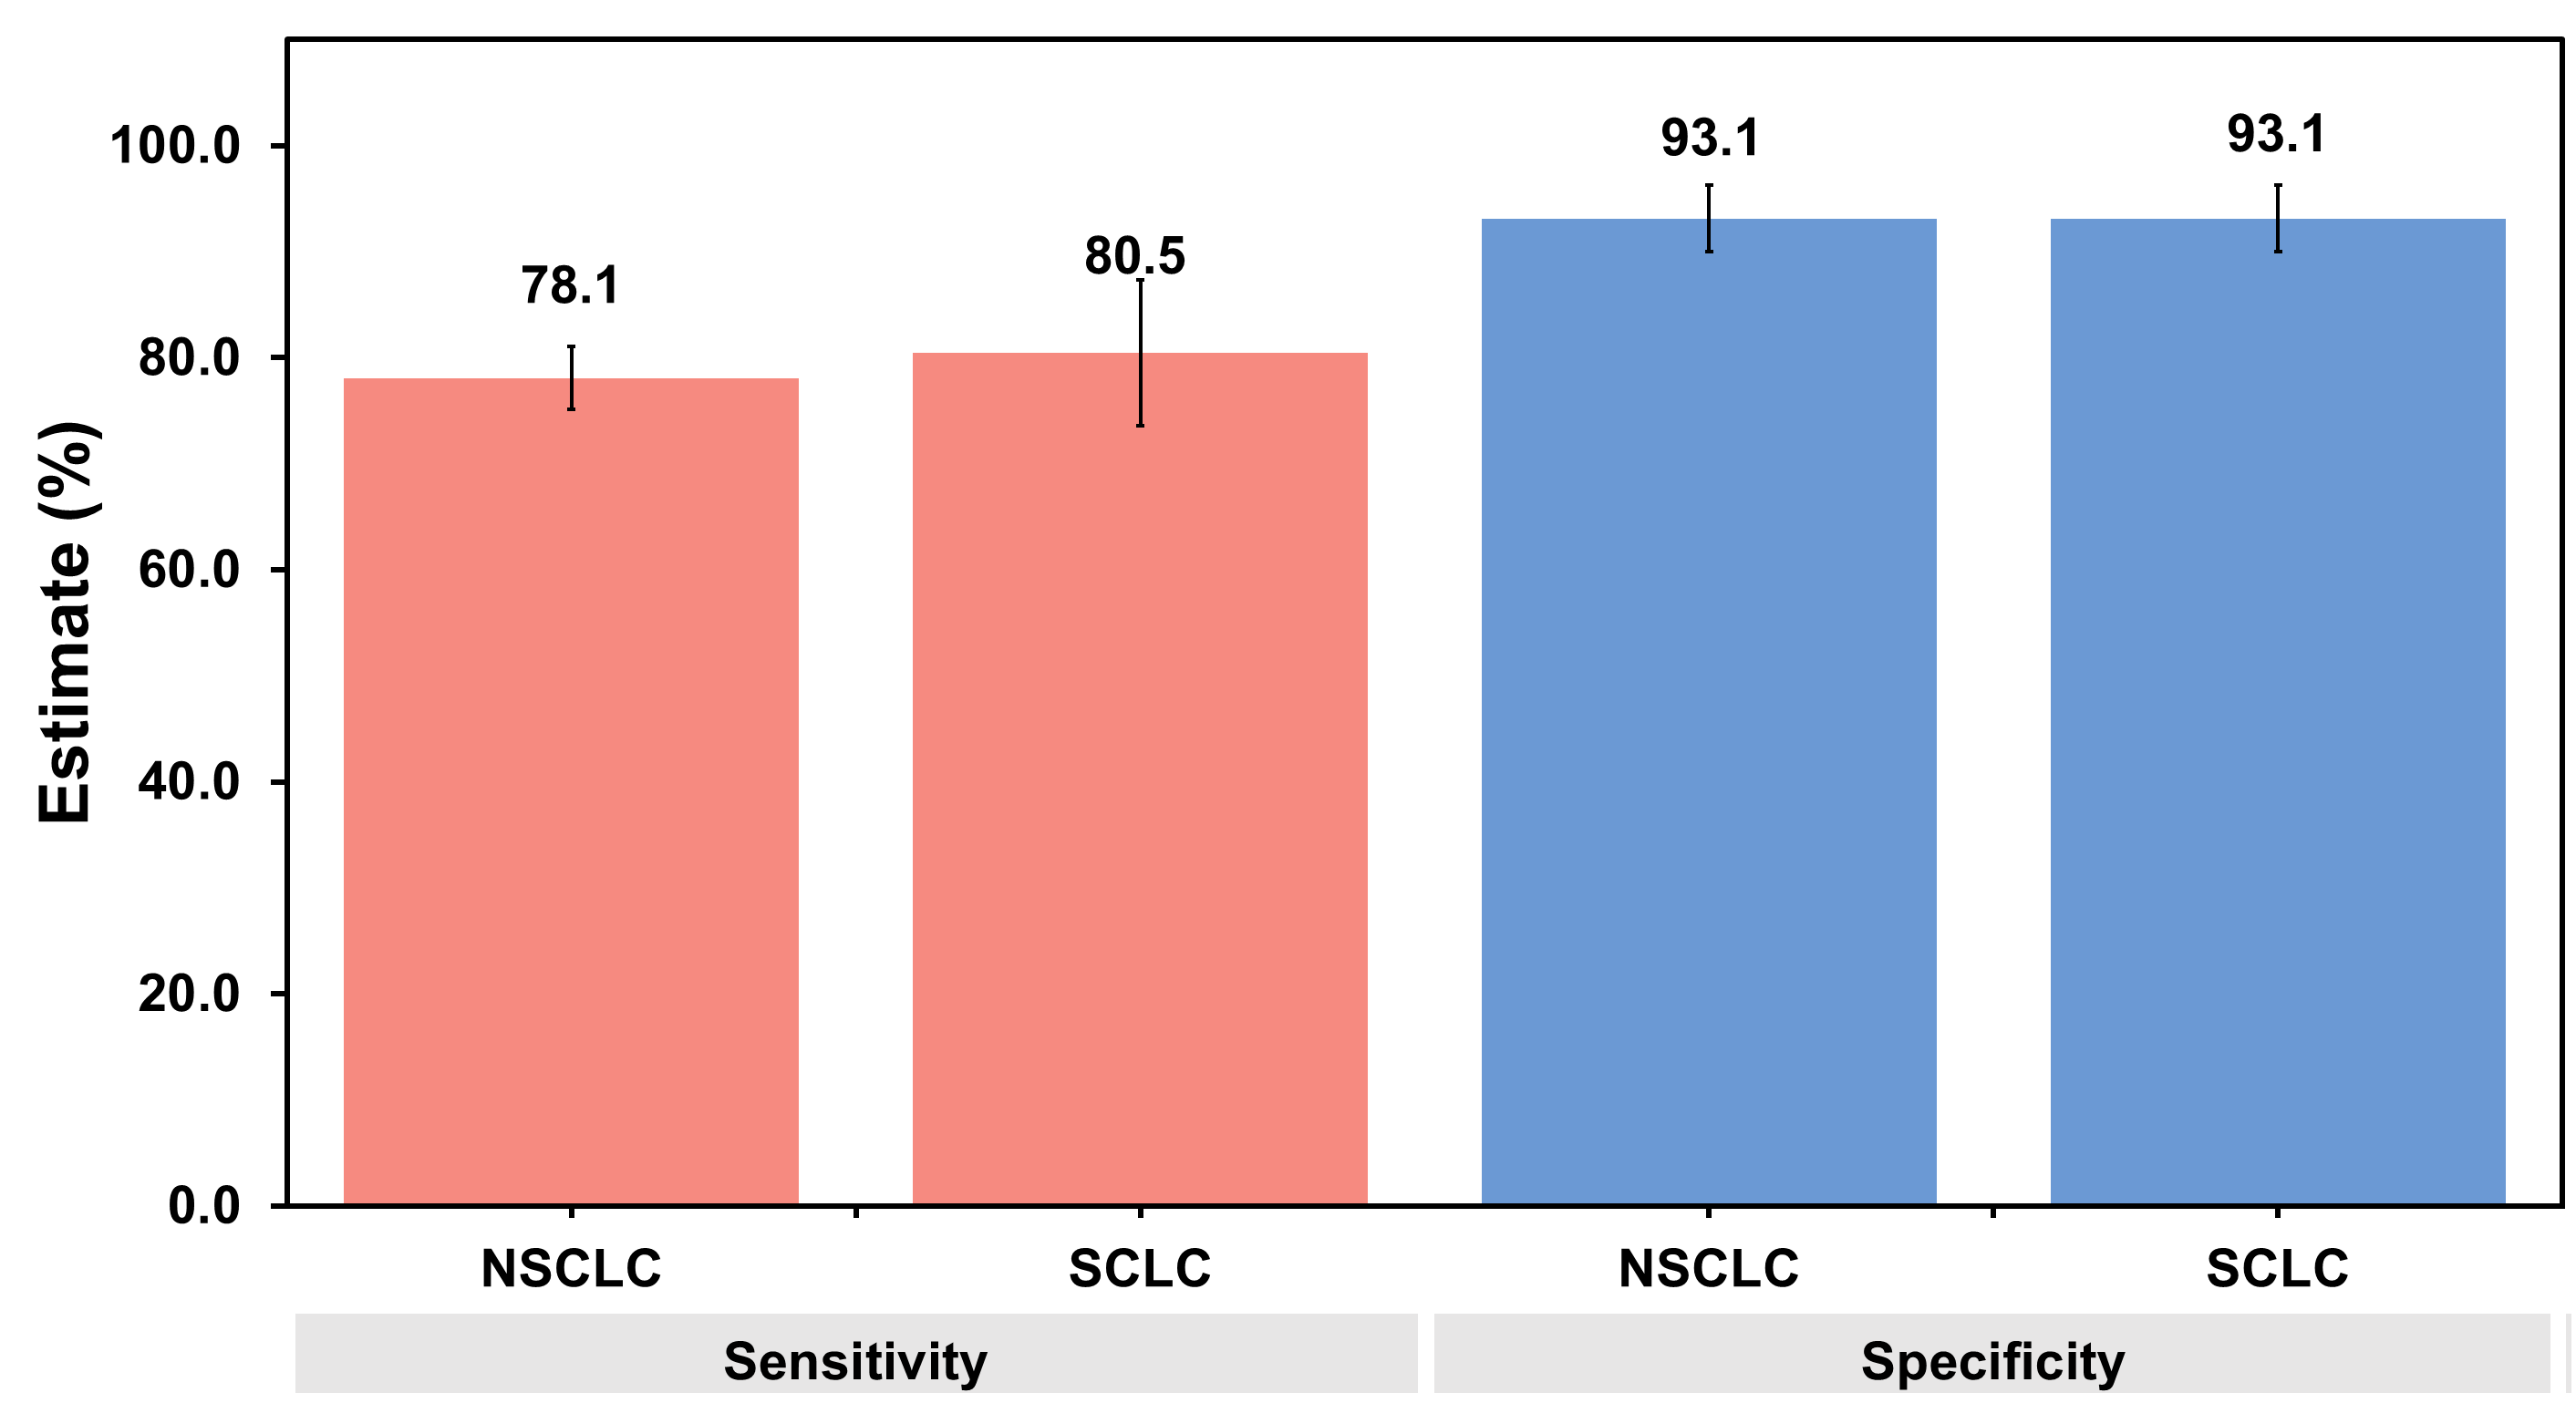 Estimate (%)
100.0
80.0
60.0
40.0
20.0
0.0
78.1
80.5
93.1
93.1
NSCLC
SCLC
NSCLC
SCLC
Sensitivity
Specificity